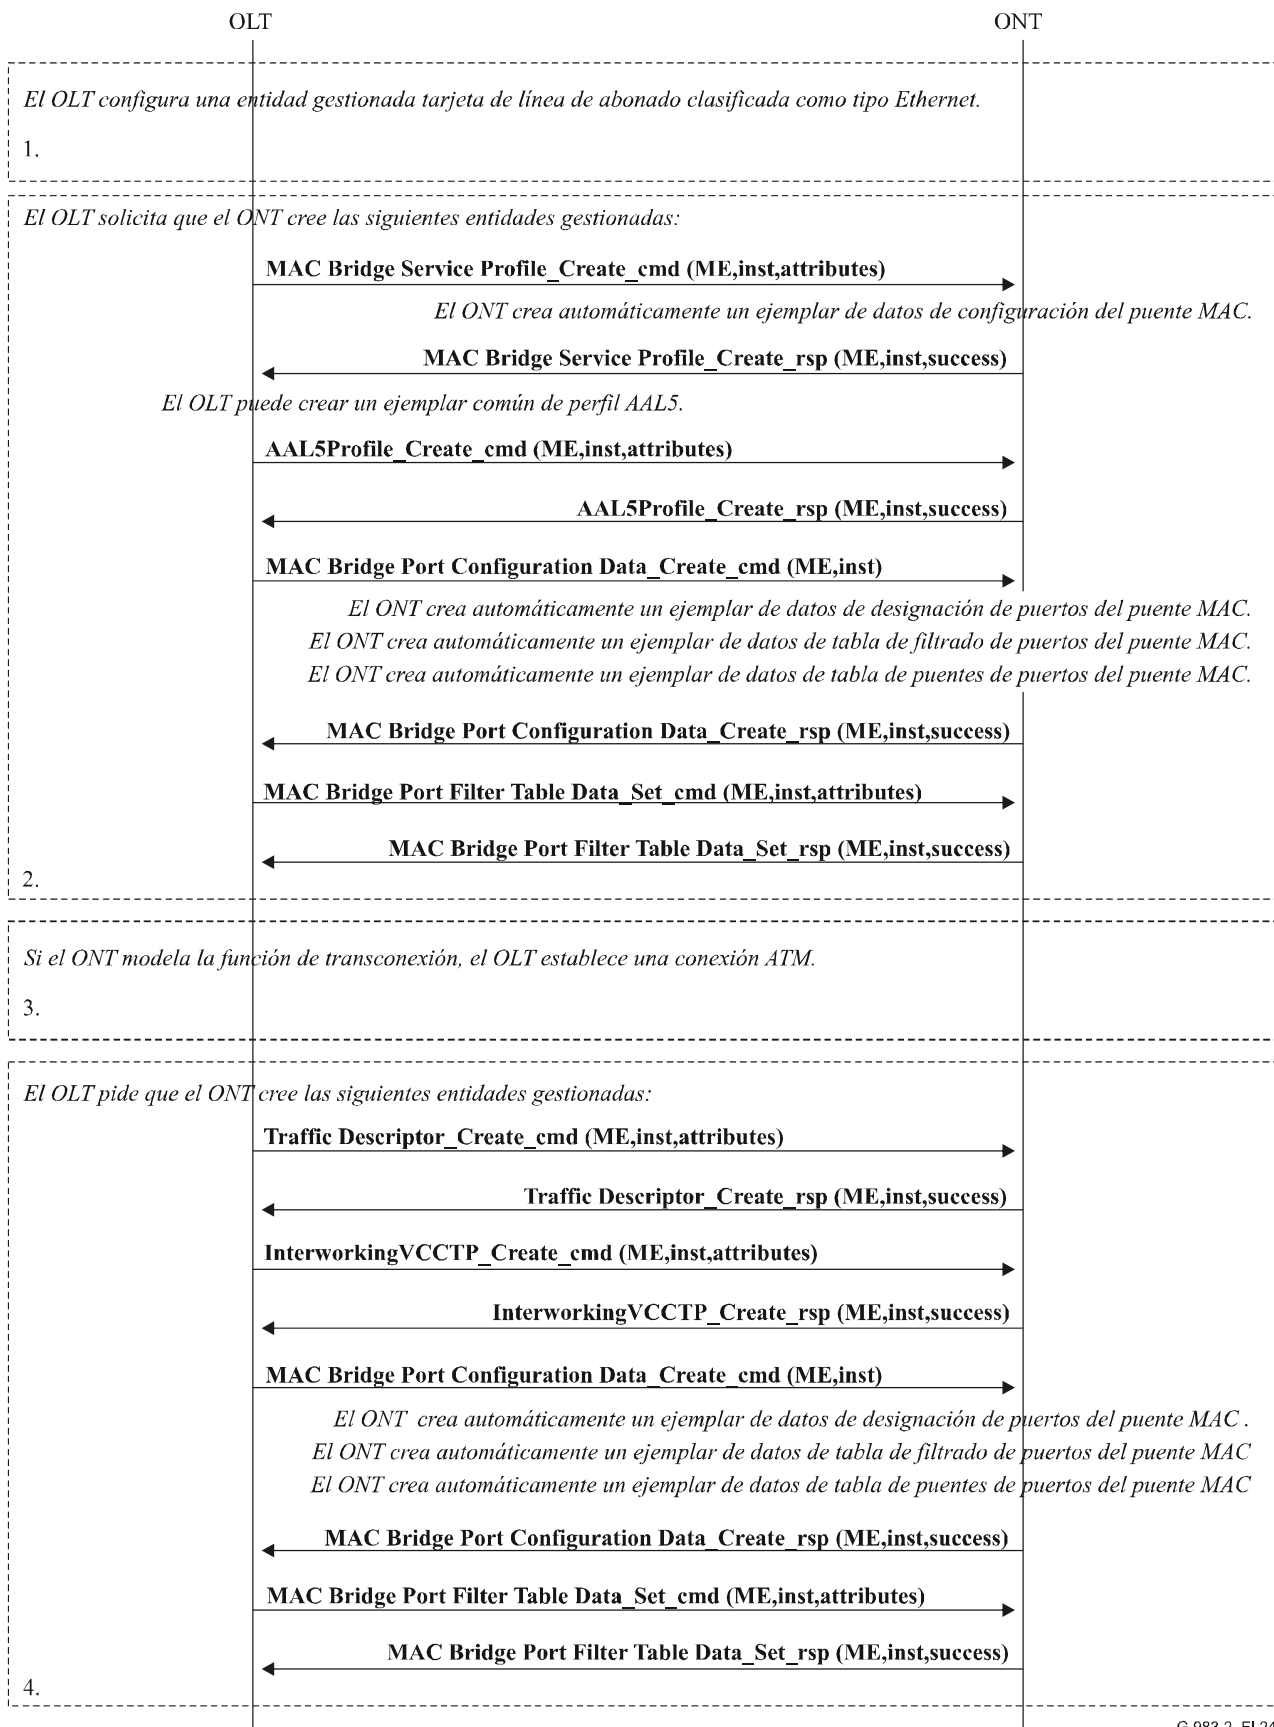 OLT ONT
El OLT configura una entidad gestionada tarjeta de línea de abonado clasificada como tipo Ethernet.
1.
El OLT solicita que el ONT cree las siguientes entidades gestionadas:
MAC Bridge Service Profile_Create_cmd (ME,inst,attributes)
El ONT crea automáticamente un ejemplar de datos de configuración del puente MAC.
MAC Bridge Service Profile_Create_rsp (ME,inst,success)
El OLT puede crear un ejemplar común de perfil AAL5.
AAL5Profile_Create_cmd (ME,inst,attributes)
AAL5Profile_Create_rsp (ME,inst,success)
MAC Bridge Port Configuration Data_Create_cmd (ME,inst)
El ONT crea automáticamente un ejemplar de datos de designación de puertos del puente MAC.
El ONT crea automáticamente un ejemplar de datos de tabla de filtrado de puertos del puente MAC.
El ONT crea automáticamente un ejemplar de datos de tabla de puentes de puertos del puente MAC.
MAC Bridge Port Configuration Data_Create_rsp (ME,inst,success)
MAC Bridge Port Filter Table Data_Set_cmd (ME,inst,attributes)
MAC Bridge Port Filter Table Data_Set_rsp (ME,inst,success)
2.
Si el ONT modela la función de transconexión, el OLT establece una conexión ATM.
3.
El OLT pide que el ONT cree las siguientes entidades gestionadas:
Traffic Descriptor_Create_cmd (ME,inst,attributes)
Traffic Descriptor_Create_rsp (ME,inst,success)
InterworkingVCCTP_Create_cmd (ME,inst,attributes)
InterworkingVCCTP_Create_rsp (ME,inst,success)
MAC Bridge Port Configuration Data_Create_cmd (ME,inst)
El ONT crea automáticamente un ejemplar de datos de designación de puertos del puente MAC .
El ONT crea automáticamente un ejemplar de datos de tabla de filtrado de puertos del puente MAC
El ONT crea automáticamente un ejemplar de datos de tabla de puentes de puertos del puente MAC
MAC Bridge Port Configuration Data_Create_rsp (ME,inst,success)
MAC Bridge Port Filter Table Data_Set_cmd (ME,inst,attributes)
MAC Bridge Port Filter Table Data_Set_rsp (ME,inst,success)
4.